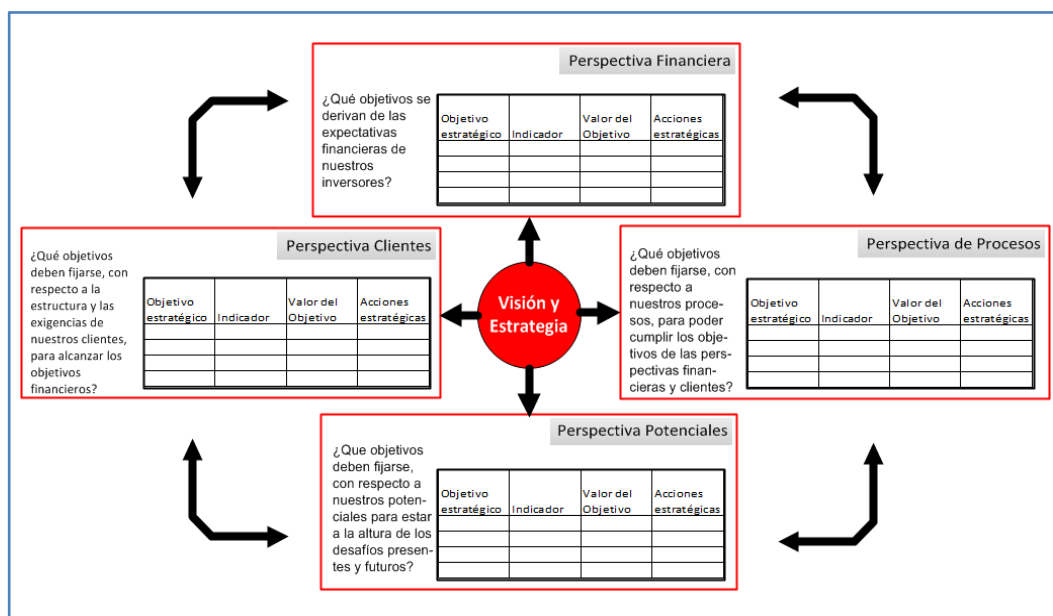 Perspectiva Financiera
¿Qué objetivos se
derivan de las
expectativas
financieras de
nuestros
inversores?
Objetivo estratégico
Indicador
Valor del Objetivo
Acciones estratégicas
Perspectiva Clientes
¿Qué objetivos
deben fijarse, con
respecto a la
estructura y las
exigencias de
nuestros clientes,
para alcanzar los
objetivos
financieros?
Objetivo estratégico
Indicador
Valor del Objetivo
Acciones estratégicas
Visión y
Estrategia
Perspectiva de Procesos
¿Qué objetivos
deben fijarse, con
respecto a
nuestros proce-
sos, para poder
cumplir los obje-
tivos de las pers-
pectivas finan-
cieras y clientes?
Objetivo estratégico
Indicador
Valor del Objetivo
Acciones estratégicas
Perspectiva Potenciales
¿Que objetivos
deben fijarse,
con respecto a
nuestros poten-
ciales para estar
a la altura de los
desafíos presen-
tes y futuros?
Objetivo estratégico
Indicador
Valor del Objetivo
Acciones estratégicas